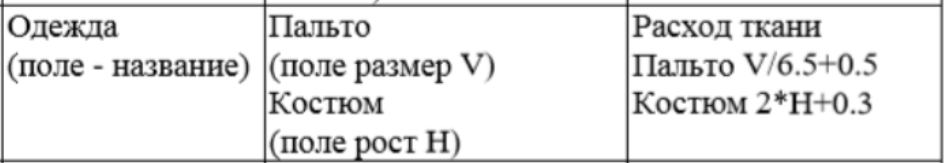 Одежда
(поле - название)
Пальто
(поле размер V)
Костюм
(поле рост H)
Расход ткани
Пальто V/6.5+0.5
Костюм 2*H+0.3